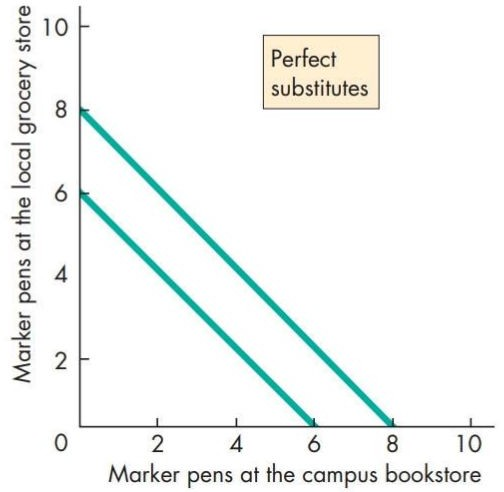 Marker pens at the local grocery store
10
8
6
4
2
0
Perfect
substitutes
2 4 6 8 10
Marker pens at the campus bookstore